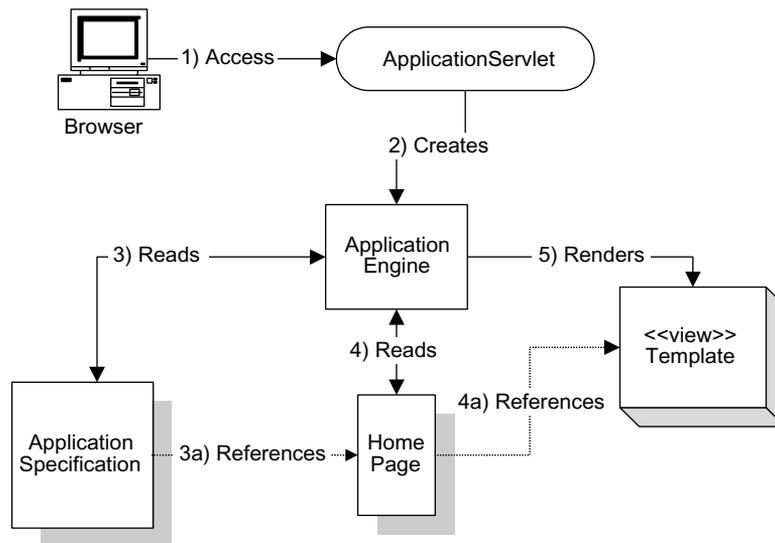 1) Access
ApplicationServlet
Browser
2) Creates
Application
Engine
3) Reads
5) Renders
<<view>>
Template
4) Reads
4a) References
Application
Specification
3a) References
Home
Page